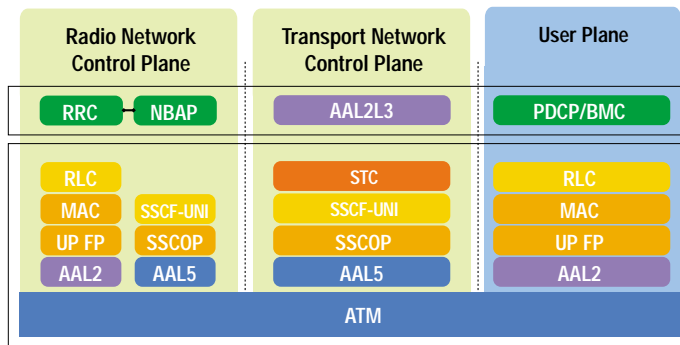 Radio Network
Control Plane
Transport Network
Control Plane
User Plane
RRC NBAP AAL2L3 PDCP/BMC
RLC STC RLC
MAC SSCF-UNI SSCF-UNI MAC
UP FP SSCOP SSCOP UP FP
AAL2 AAL5 AAL5 AAL2
ATM